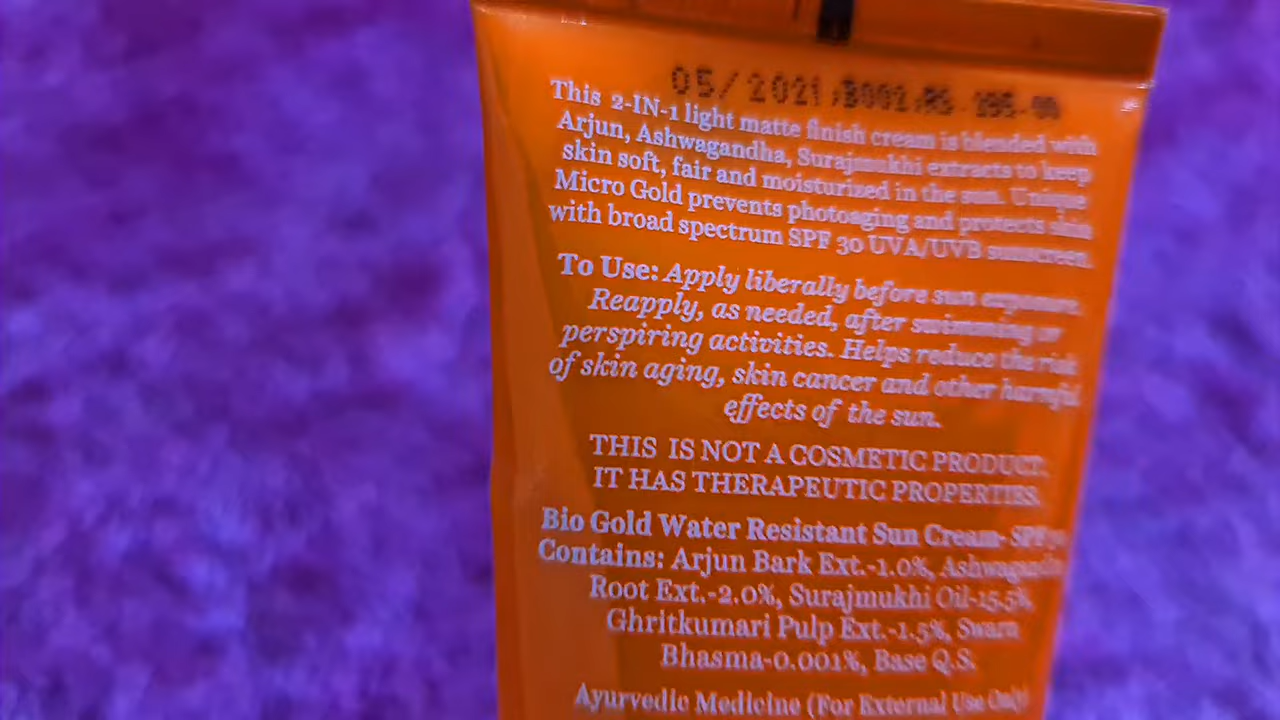 05/2021
This 2-IN-1 light matte finish cream is blended with
Arjun, Ashwagandha, Surajmukhi extracts to keep
skin soft, fair and moisturized in the sun. Unique
Micro Gold prevents photoaging and protects skin
with broad spectrum SPF 30 UVA/UVB sunscreen.
To Use: Apply liberally before sun exposure.
Reapply, as needed, after swimming or
perspiring activities. Helps reduce the risk
of skin aging, skin cancer and other harmful
effects of the sun.
THIS IS NOT A COSMETIC PRODUCT.
IT HAS THERAPEUTIC PROPERTIES.
Bio Gold Water Resistant Sun Cream- SPF
Contains: Arjun Bark Ext.-1.0%, Ashwagandha
Root Ext.-2.0%, Surajmukhi Oil-15.5%
Ghritkumari Pulp Ext.-1.5%, Swarn
Bhasma-0.001%, Base Q.S.
Ayurvedic Medicine (For External Use Only)